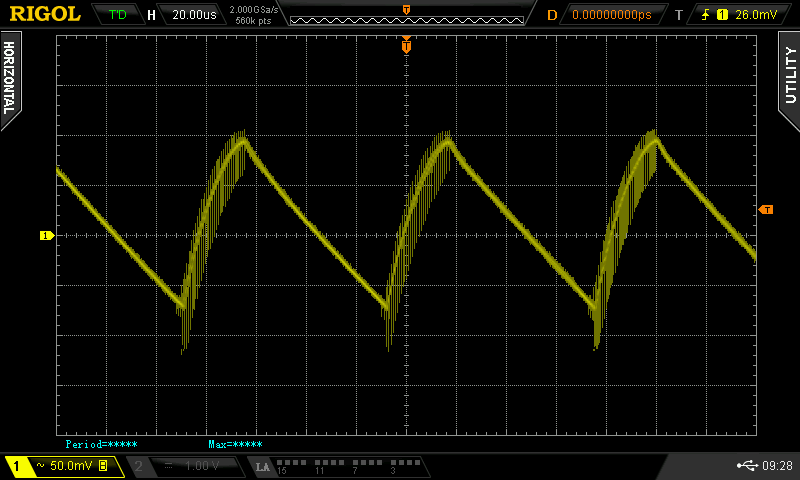 RIGOL T'D H 20.00us 2.000GSa/s 560k pts T D 0.00000000ps T 1 26.0mV
HORIZONTAL
UTILITY
T
T
1
Period=***** Max=*****
1 ~ 50.0mV B 2 1.00 V LA 15 11 7 3 09:28